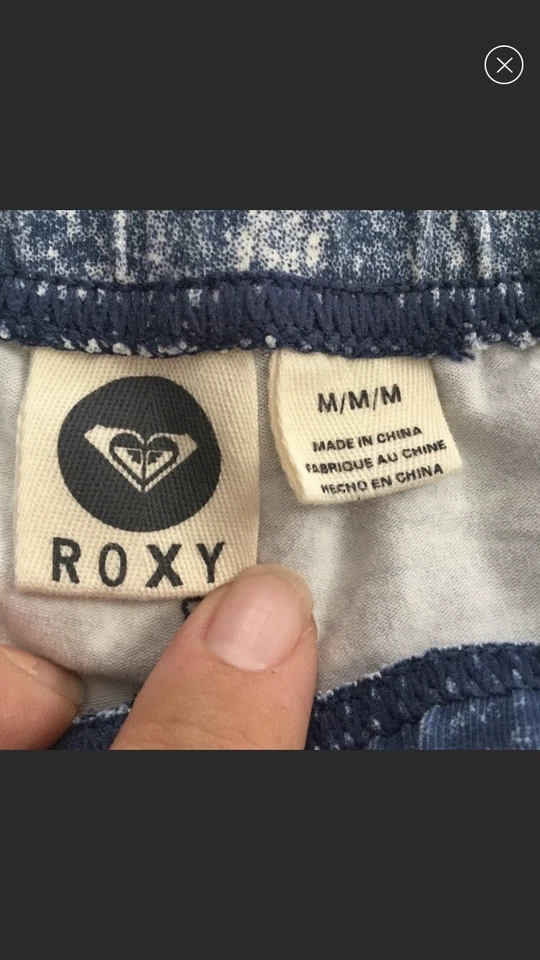 ROXY
M/M/M
MADE IN CHINA
FABRIQUE AU CHINE
HECHO EN CHINA